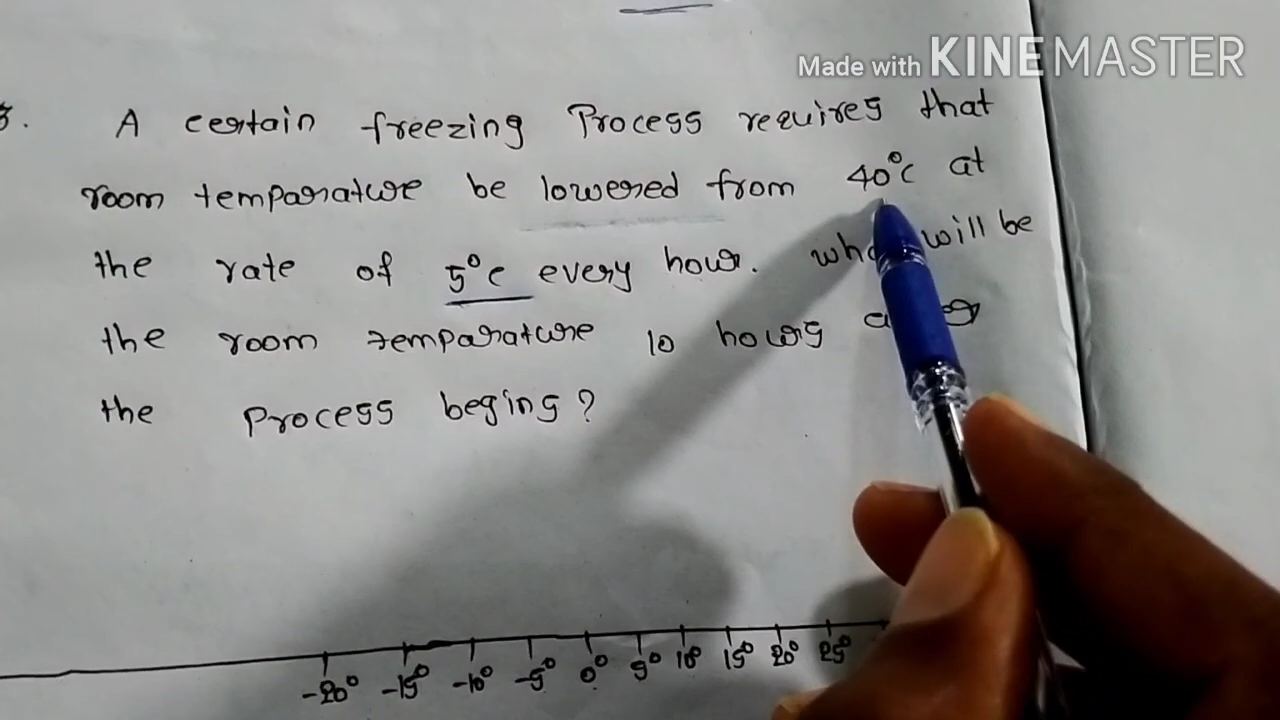 Made with KINEMASTER
3. A certain freezing Process requires that
room temparature be lowered from 40°c at
the rate of 5°c every hour. will be
the room temparature 10 hours
the process begins?
-20° -15° -10° -5° 0° 5° 10° 15° 20° 25°